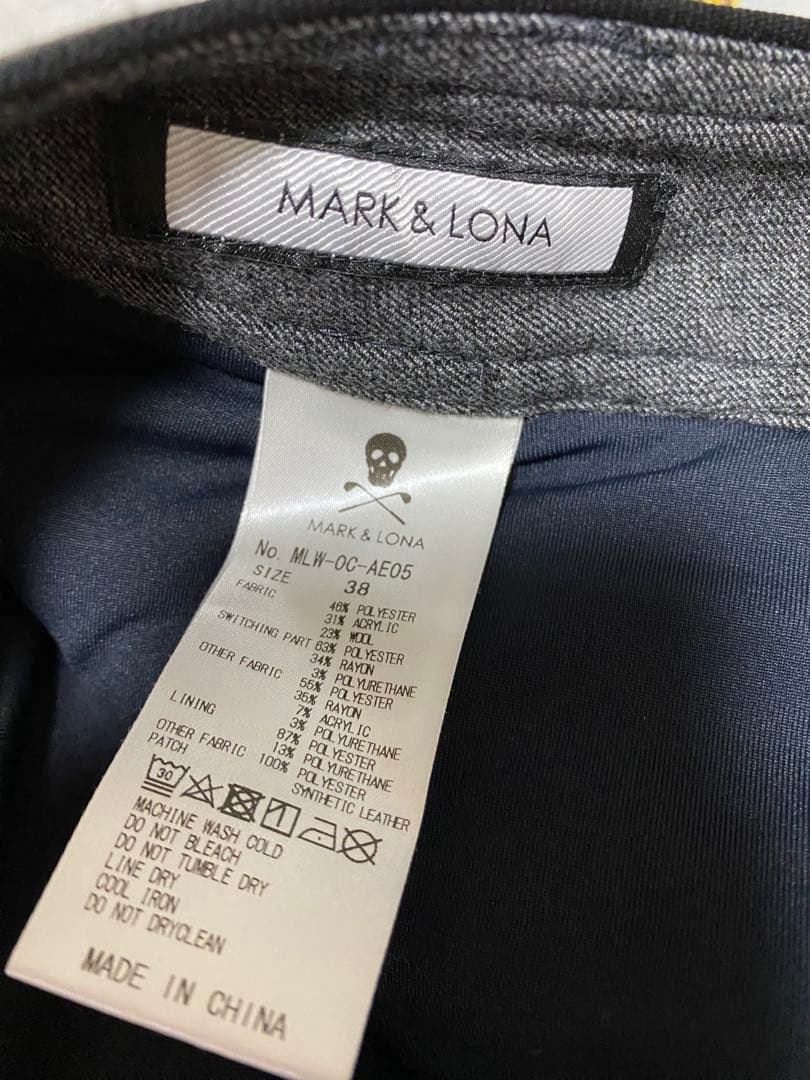 MARK & LONA
MARK & LONA
No. MLW-OC-AE05
SIZE 38
FABRIC 46% POLYESTER
31% ACRYLIC
23% WOOL
SWITCHING PART 63% POLYESTER
34% RAYON
3% POLYURETHANE
OTHER FABRIC 55% POLYESTER
35% RAYON
7% ACRYLIC
3% POLYURETHANE
LINING 87% POLYESTER
13% POLYURETHANE
OTHER FABRIC 100% POLYESTER
PATCH SYNTHETIC LEATHER
30
MACHINE WASH COLD
DO NOT BLEACH
DO NOT TUMBLE DRY
LINE DRY
COOL IRON
DO NOT DRYCLEAN
MADE IN CHINA